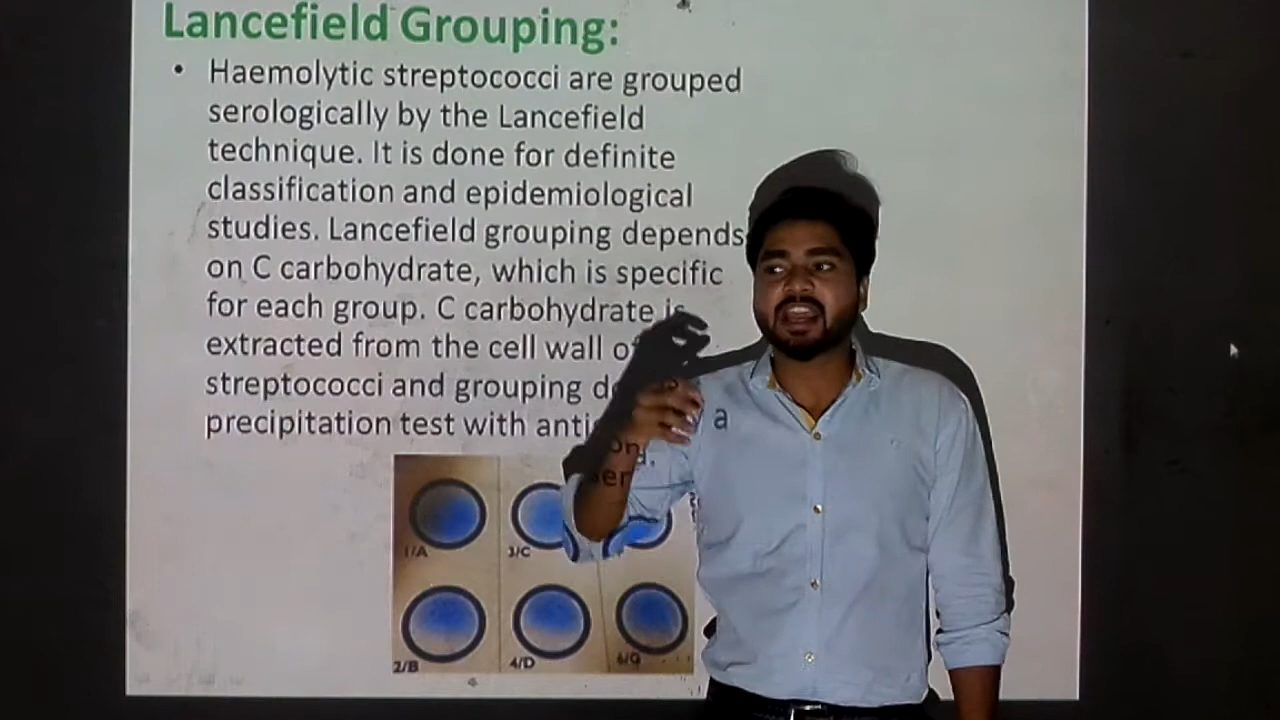 Lancefield Grouping:
• Haemolytic streptococci are grouped
serologically by the Lancefield
technique. It is done for definite
classification and epidemiological
studies. Lancefield grouping depends
on C carbohydrate, which is specific
for each group. C carbohydrate is
extracted from the cell wall
streptococci and grouping
precipitation test with
a
1/A
3/C
2/B
4/D
6/G